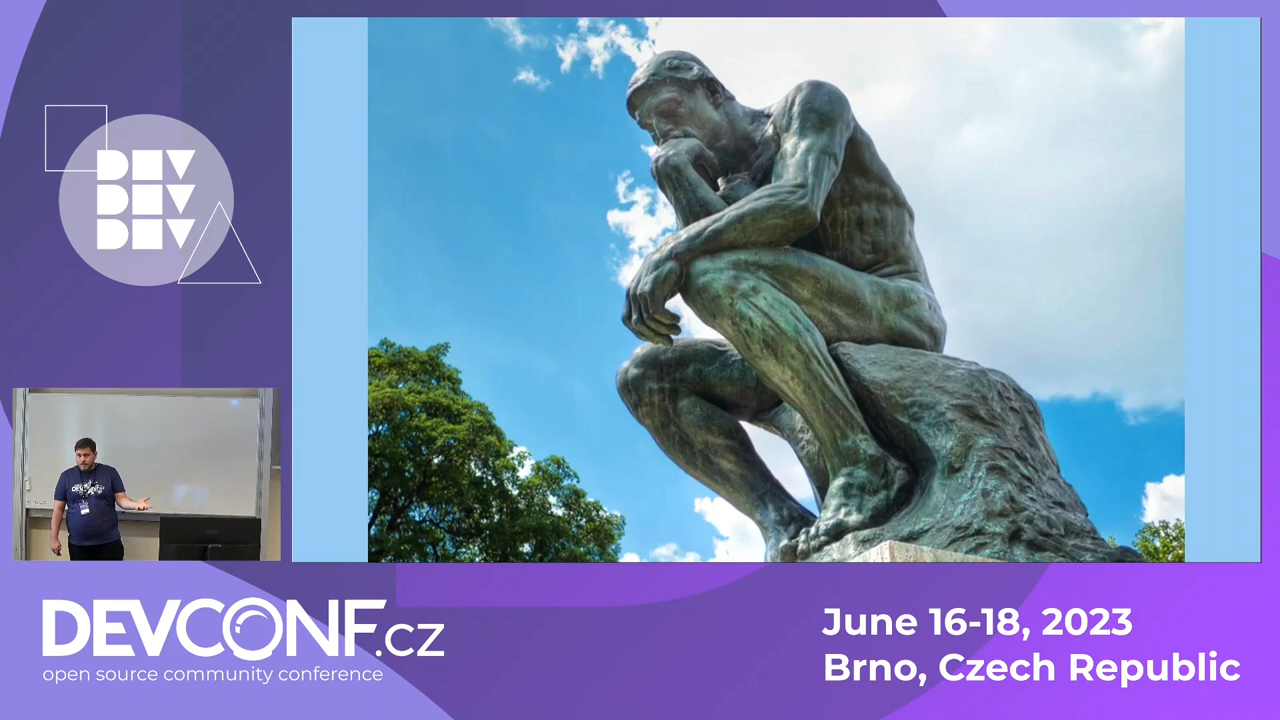 DEV
DEV
DEV
DEVCONF.cz
open source community conference
June 16-18, 2023
Brno, Czech Republic